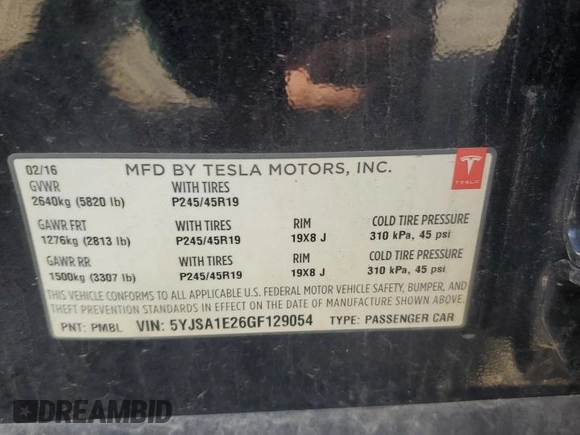 02/16 MFD BY TESLA MOTORS, INC.
GVWR WITH TIRES
2640kg (5820 lb) P245/45R19
TESLA
GAWR FRT WITH TIRES RIM COLD TIRE PRESSURE
1276kg (2813 lb) P245/45R19 19X8 J 310 kPa, 45 psi
GAWR RR WITH TIRES RIM COLD TIRE PRESSURE
1500kg (3307 lb) P245/45R19 19X8 J 310 kPa, 45 psi
THIS VEHICLE CONFORMS TO ALL APPLICABLE U.S. FEDERAL MOTOR VEHICLE SAFETY, BUMPER, AND
THEFT PREVENTION STANDARDS IN EFFECT ON THE DATE OF MANUFACTURE SHOWN ABOVE.
PNT: PMBL VIN: 5YJSA1E26GF129054 TYPE: PASSENGER CAR
DREAMBID